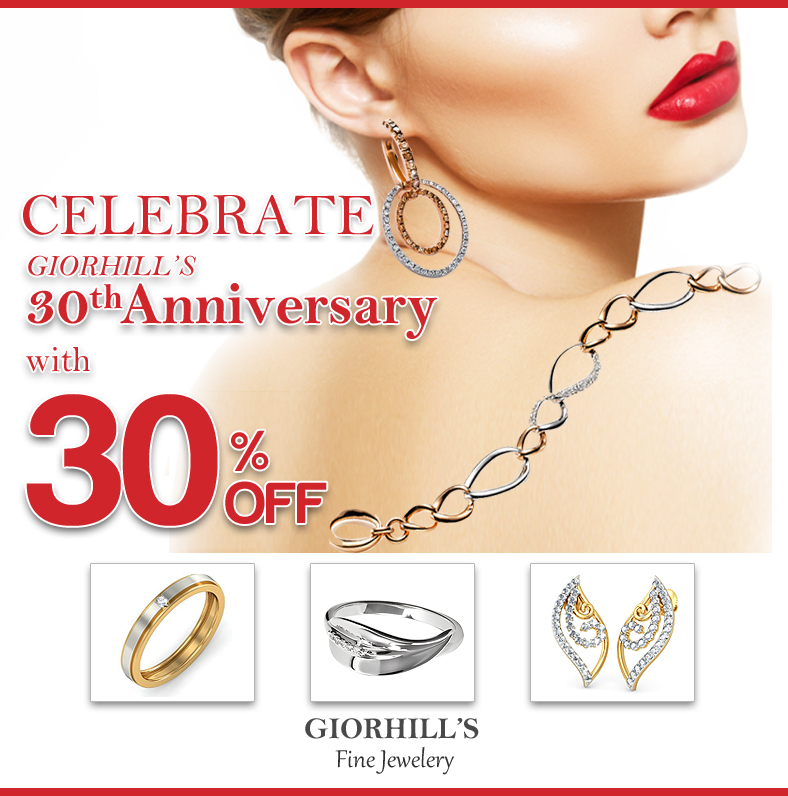 CELEBRATE
GIORHILL'S
30th Anniversary
with
30% OFF
GIORHILL'S
Fine Jewelery